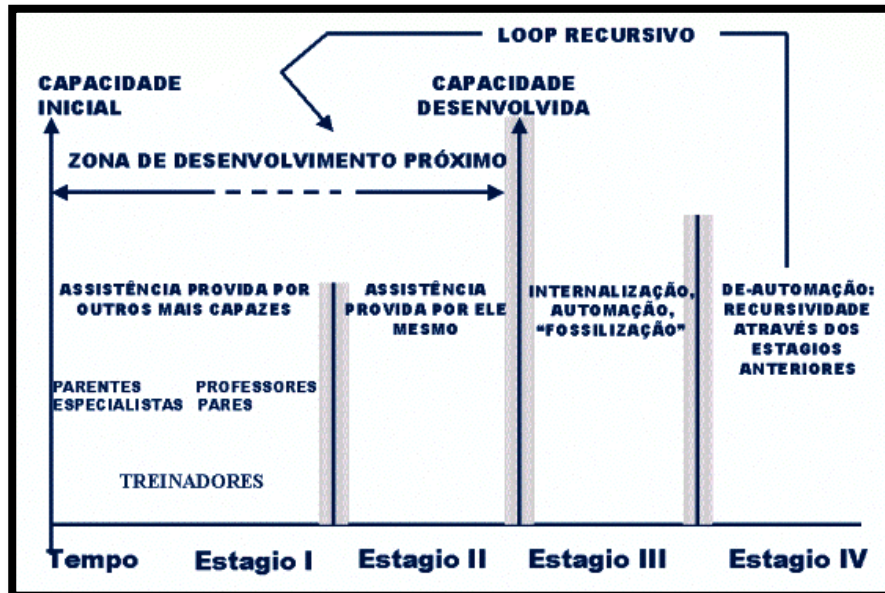 LOOP RECURSIVO
CAPACIDADE
INICIAL
CAPACIDADE
DESENVOLVIDA
ZONA DE DESENVOLVIMENTO PRÓXIMO
ASSISTÊNCIA PROVIDA POR
OUTROS MAIS CAPAZES
ASSISTÊNCIA
PROVIDA POR ELE
MESMO
INTERNALIZAÇÃO,
AUTOMAÇÃO,
“FOSSILIZAÇÃO”
DE-AUTOMAÇÃO:
RECURSIVIDADE
ATRAVÉS DOS
ESTAGIOS
ANTERIORES
PARENTES PROFESSORES
ESPECIALISTAS PARES
TREINADORES
Tempo Estagio I Estagio II Estagio III Estagio IV